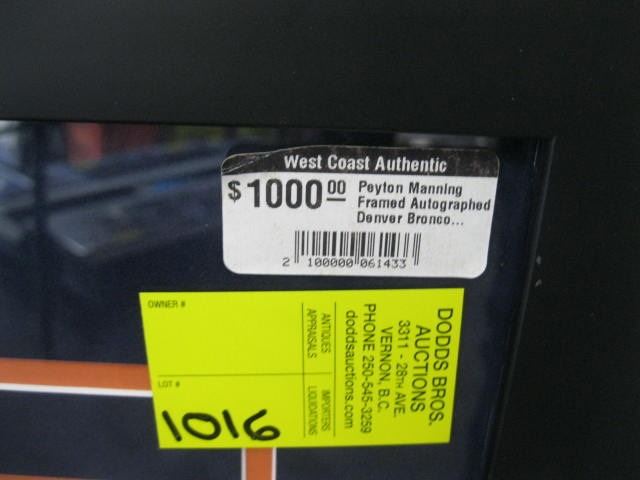 West Coast Authentic
$1000.00
Peyton Manning
Framed Autographed
Denver Bronco...
2 100000 061433
OWNER #
LOT #
1016
ANTIQUES IMPORTERS
APPRAISALS LIQUIDATIONS
DODDS BROS.
AUCTIONS
3311 - 28TH AVE.
VERNON, B.C.
PHONE 250-545-3259
doddsauctions.com